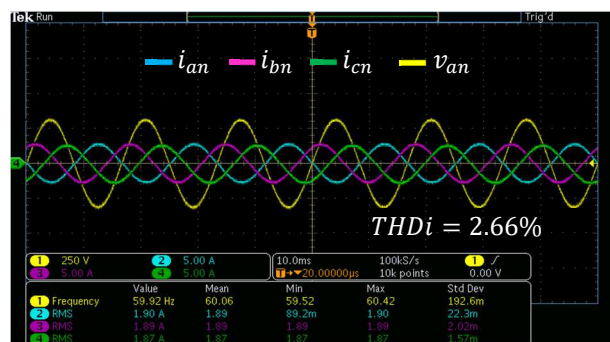 Tek Run Trig'd
T
T
i_an i_bn i_cn v_an
4
THDi = 2.66%
1 250 V 2 5.00 A 10.0ms 100kS/s 1 ∫
3 5.00 A 4 5.00 A T→▼20.00000μs 10k points 0.00 V
Value Mean Min Max Std Dev
1 Frequency 59.92 Hz 60.06 59.52 60.42 192.6m
2 RMS 1.90 A 1.89 89.2m 1.90 22.3m
3 RMS 1.89 A 1.89 1.89 1.89 2.02m
4 RMS 1.87 A 1.87 1.87 1.87 1.57m